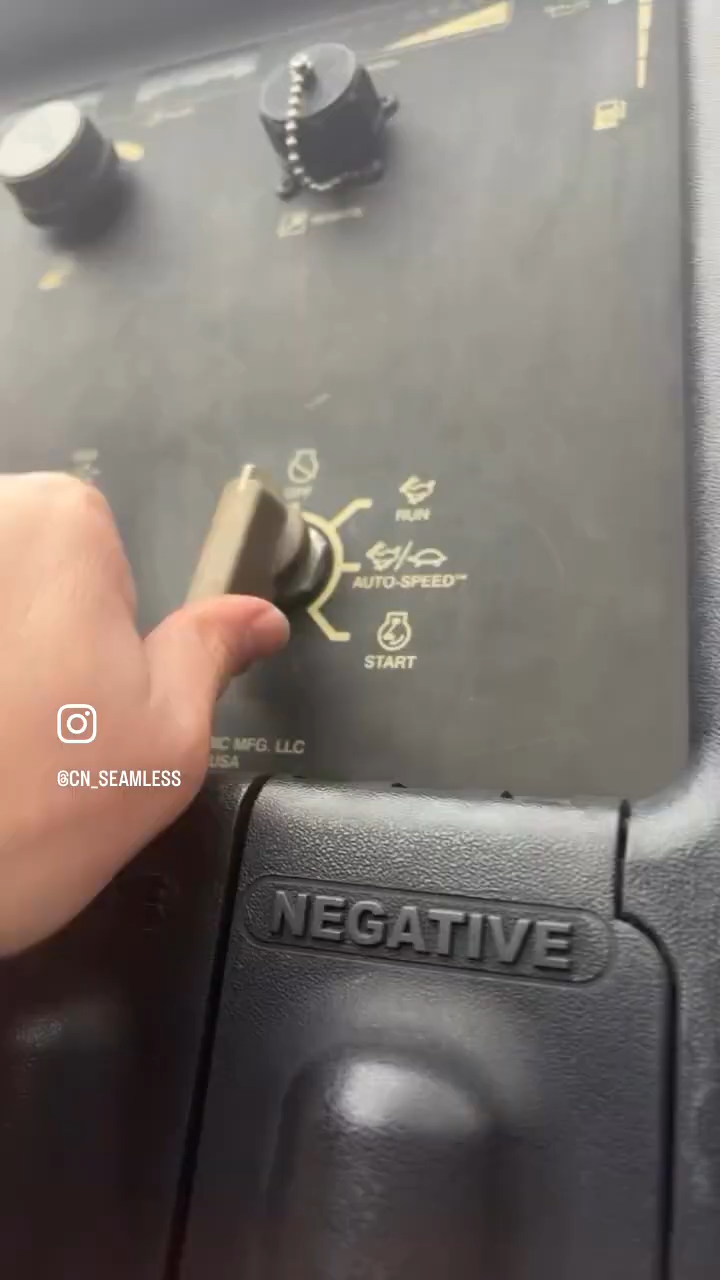 OFF
RUN
AUTO-SPEED™
START
MFG. LLC
USA
@CN_SEAMLESS
NEGATIVE